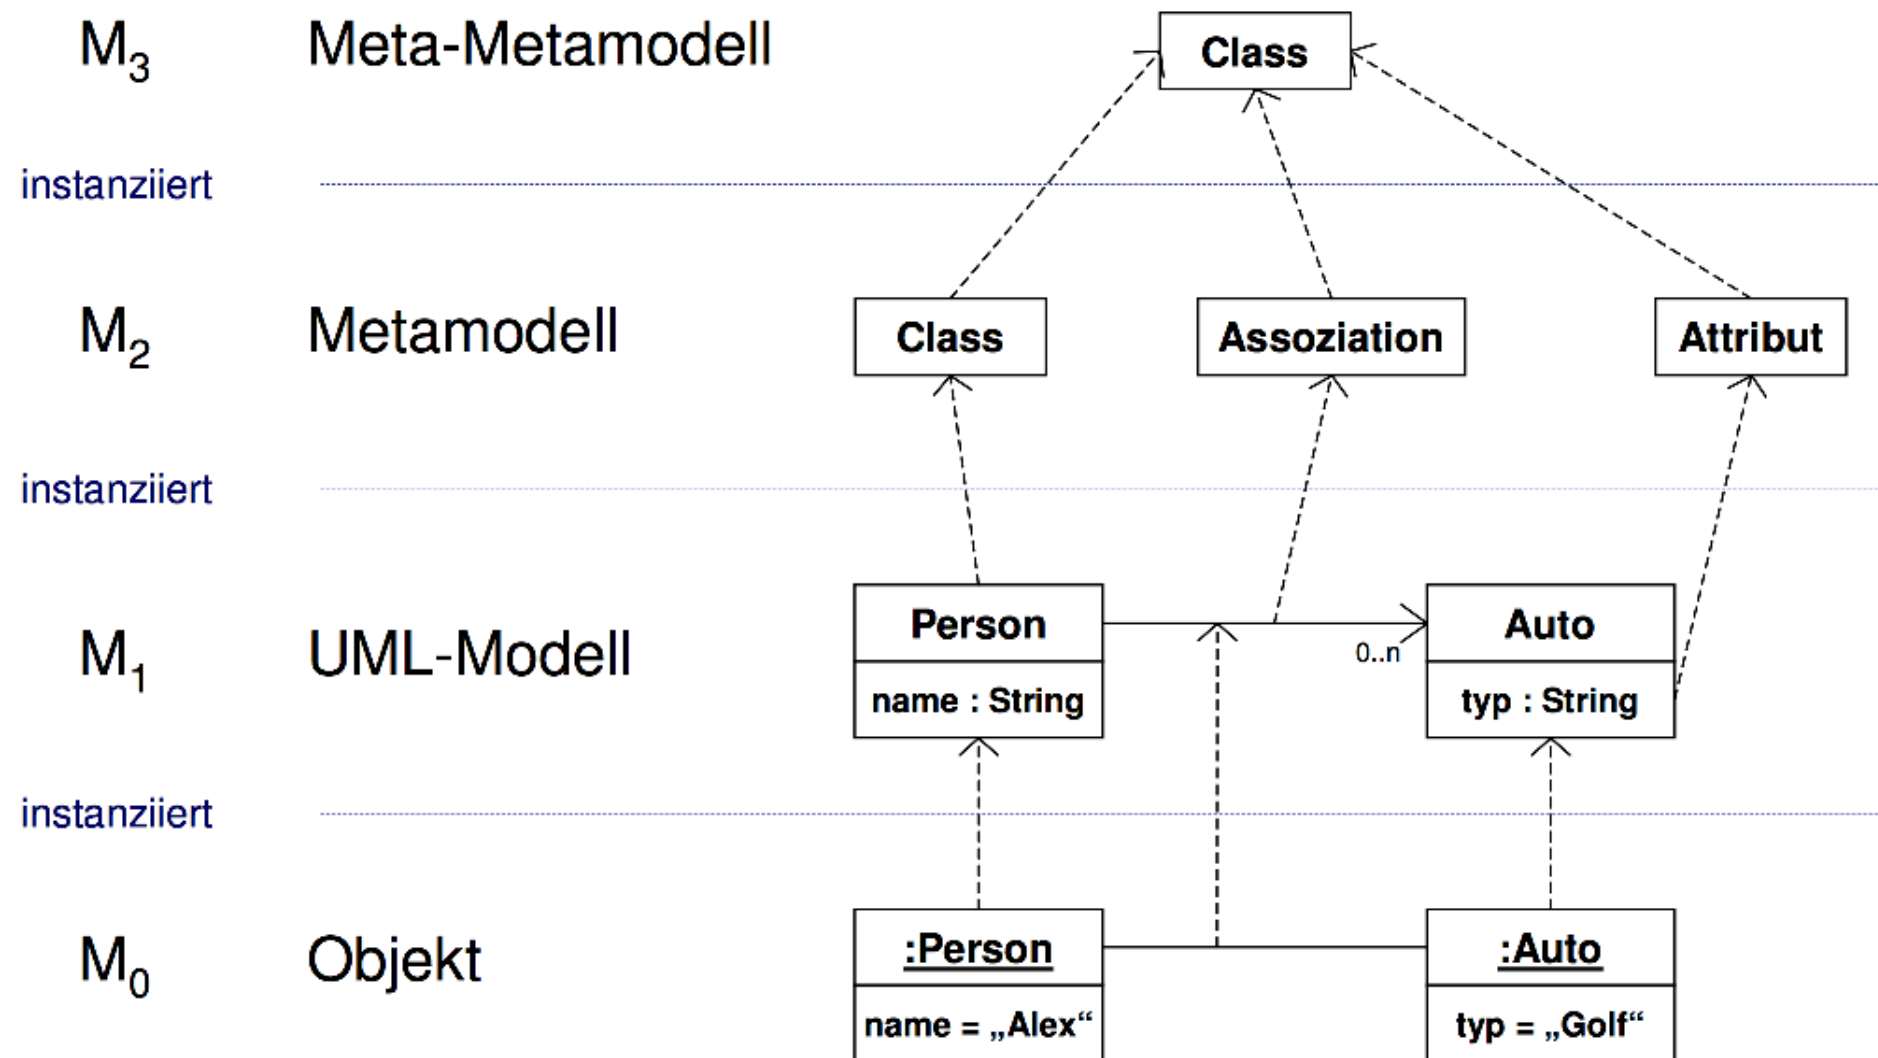 M₃ Meta-Metamodell Class
instanziiert
M₂ Metamodell Class Assoziation Attribut
instanziiert
M₁ UML-Modell Person Auto
0..n
name : String typ : String
instanziiert
M₀ Objekt :Person :Auto
name = „Alex“ typ = „Golf“